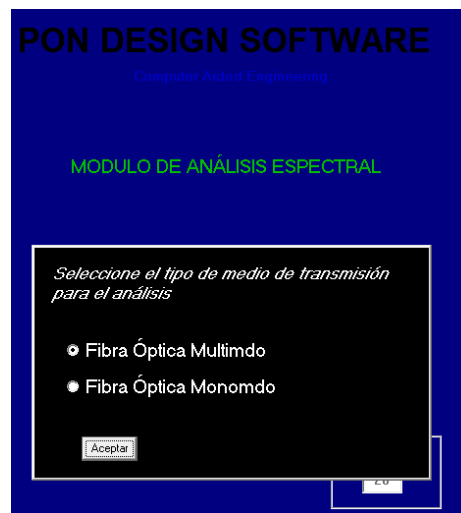 PON DESIGN SOFTWARE
Computer Aided Engineering
MODULO DE ANÁLISIS ESPECTRAL
Seleccione el tipo de medio de transmisión
para el análisis
Fibra Óptica Multimdo
Fibra Óptica Monomdo
Aceptar